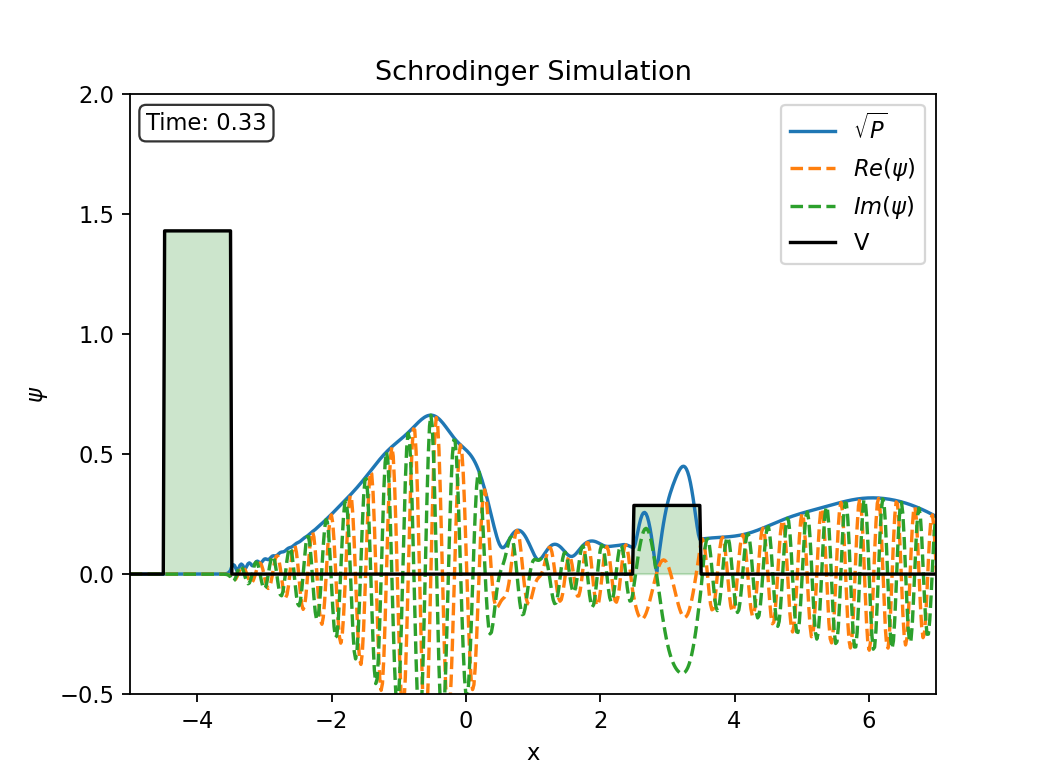 Schrodinger Simulation
Time: 0.33
√P
Re(ψ)
Im(ψ)
V
2.0
1.5
1.0
0.5
0.0
−0.5
ψ
−4 −2 0 2 4 6
x